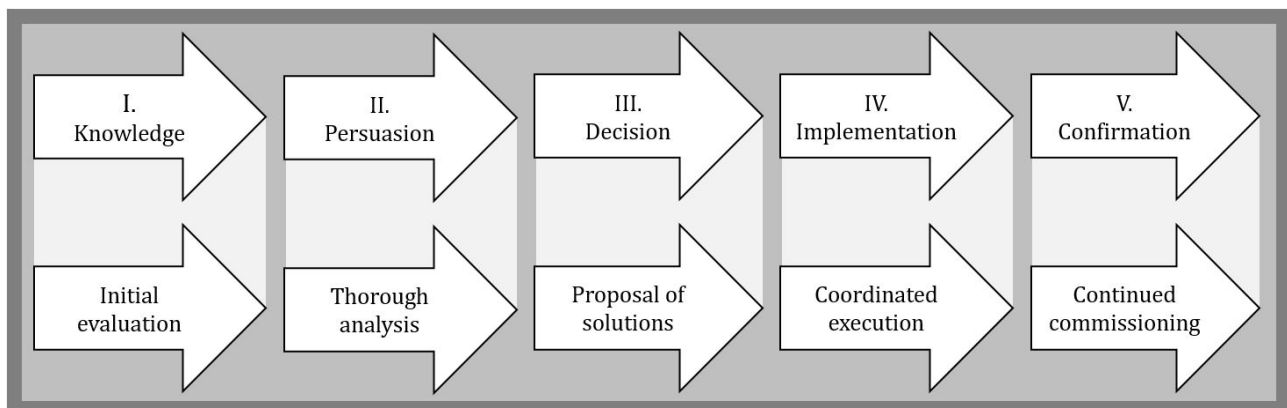 I.
Knowledge
II.
Persuasion
III.
Decision
IV.
Implementation
V.
Confirmation
Initial
evaluation
Thorough
analysis
Proposal of
solutions
Coordinated
execution
Continued
commissioning